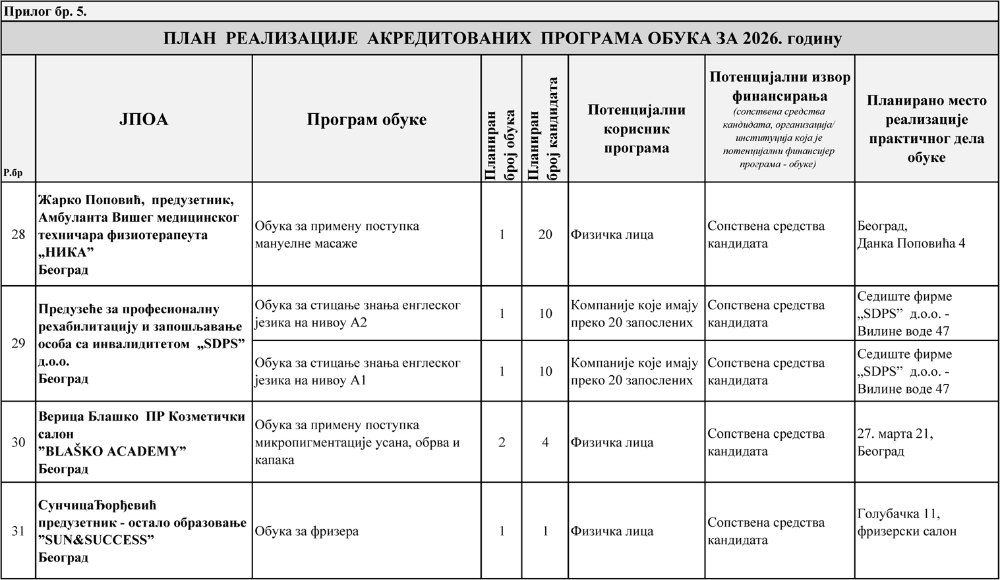 Прилог бр. 5.
ПЛАН РЕАЛИЗАЦИЈЕ АКРЕДИТОВАНИХ ПРОГРАМА ОБУКА ЗА 2026. годину
Р.бр
ЈПОА
Програм обуке
Планиран
број обука
Планиран
број кандидата
Потенцијални
корисник
програма
Потенцијални извор
финансирања
(сопствена средства
кандидата, организација/
институција која је
потенцијални финансијер
програма - обуке)
Планирано место
реализације
практичног дела
обуке
28
Жарко Поповић, предузетник,
Амбуланта Вишег медицинског
техничара физиотерапеута
„НИКА”
Београд
Обука за примену поступка
мануелне масаже
1
20
Физичка лица
Сопствена средства
кандидата
Београд,
Данка Поповића 4
29
Предузеће за професионалну
рехабилитацију и запошљавање
особа са инвалидитетом „SDPS”
д.о.о.
Београд
Обука за стицање знања енглеског
језика на нивоу А2
1
10
Компаније које имају
преко 20 запослених
Сопствена средства
кандидата
Седиште фирме
„SDPS” д.о.о. -
Вилине воде 47
Обука за стицање знања енглеског
језика на нивоу А1
1
10
Компаније које имају
преко 20 запослених
Сопствена средства
кандидата
Седиште фирме
„SDPS” д.о.о. -
Вилине воде 47
30
Верица Блашко ПР Козметички
салон
”BLAŠKO ACADEMY”
Београд
Обука за примену поступка
микропигментације усана, обрва и
капака
2
4
Физичка лица
Сопствена средства
кандидата
27. марта 21,
Београд
31
СунчицаЂорђевић
предузетник - остало образовање
”SUN&SUCCESS”
Београд
Обука за фризера
1
1
Физичка лица
Сопствена средства
кандидата
Голубачка 11,
фризерски салон